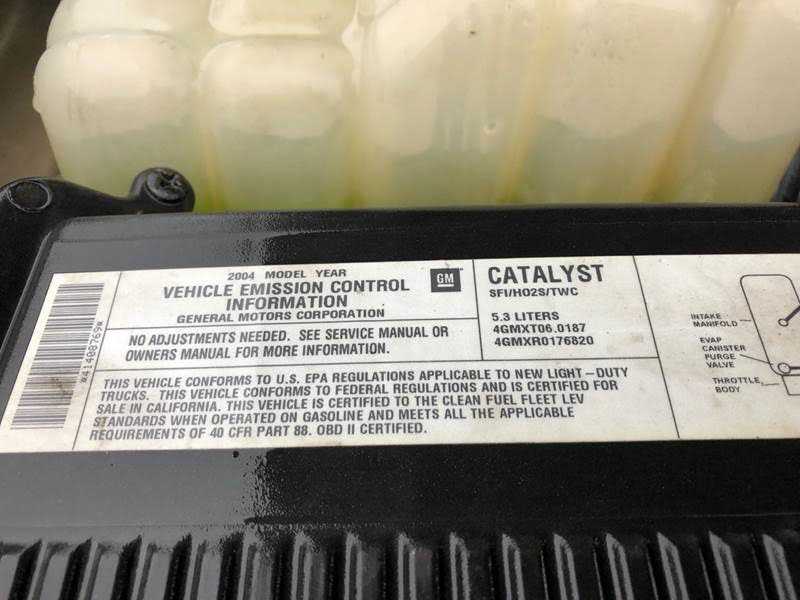 *41408769*
2004 MODEL YEAR
VEHICLE EMISSION CONTROL
INFORMATION
GENERAL MOTORS CORPORATION
GM
NO ADJUSTMENTS NEEDED. SEE SERVICE MANUAL OR
OWNERS MANUAL FOR MORE INFORMATION.
CATALYST
SFI/HO2S/TWC
5.3 LITERS
4GMXT06.0187
4GMXR0176820
THIS VEHICLE CONFORMS TO U.S. EPA REGULATIONS APPLICABLE TO NEW LIGHT-DUTY
TRUCKS. THIS VEHICLE CONFORMS TO FEDERAL REGULATIONS AND IS CERTIFIED FOR
SALE IN CALIFORNIA. THIS VEHICLE IS CERTIFIED TO THE CLEAN FUEL FLEET LEV
STANDARDS WHEN OPERATED ON GASOLINE AND MEETS ALL THE APPLICABLE
REQUIREMENTS OF 40 CFR PART 88. OBD II CERTIFIED.
INTAKE
MANIFOLD
EVAP
CANISTER
PURGE
VALVE
THROTTLE
BODY